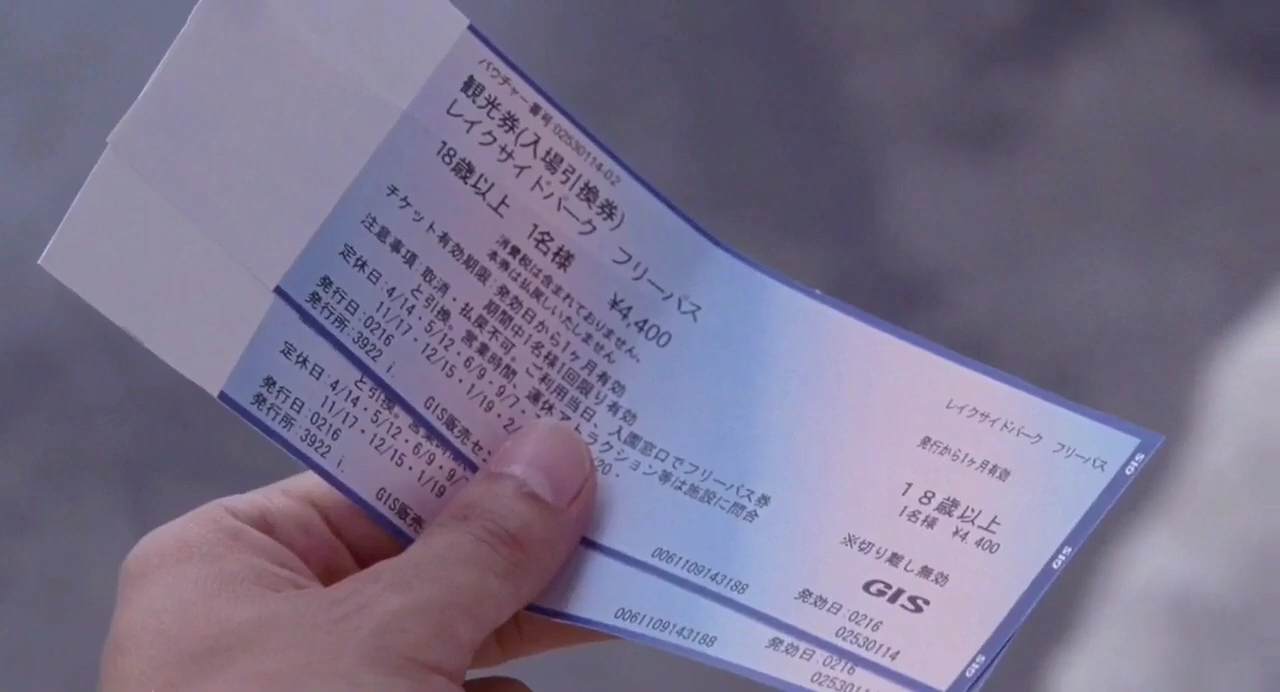 バウチャー番号:02530114-02
観光券(入場引換券)
レイクサイドパーク フリーパス
18歳以上 1名様 ¥4,400
消費税は含まれておりません。
本券は払戻しいたしません
チケット有効期限:発効日から1ヶ月有効
期間中1名様1回限り有効
注意事項:取消・払戻不可。ご利用当日、入園窓口でフリーパス券
と引換。営業時間、運休アトラクション等は施設に問合
定休日:4/14・5/12・6/9・9/7・
11/17・12/15・1/19・2/
20.
発行日:0216
発行所:3922 i.
GIS販売セ
0061109143188
レイクサイドパーク フリーパス
発行から1ヶ月有効
18歳以上
1名様 ¥4,400
※切り離し無効
GIS
発効日:0216
02530114
GIS
GIS
GIS
と引換。営業時間
定休日:4/14・5/12・6/9・9/
11/17・12/15・1/19
発行日:0216
発行所:3922 i.
GIS販売
0061109143188
発効日:0216
0253011